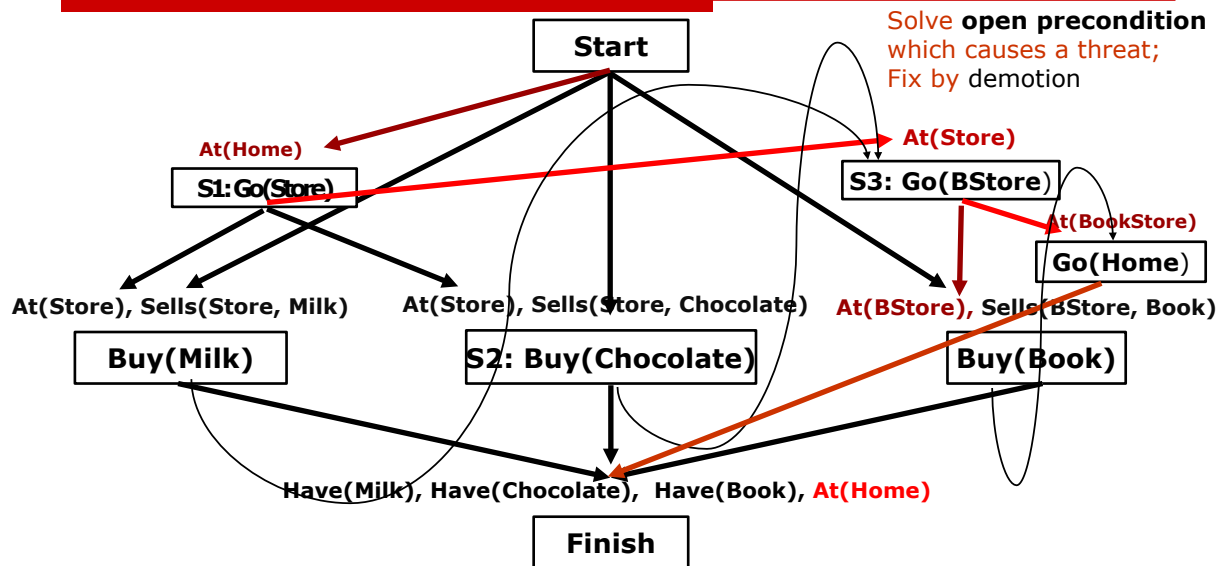 Solve open precondition
which causes a threat;
Fix by demotion
Start
At(Home)
At(Store)
S1:Go(Store)
S3: Go(BStore)
At(BookStore)
Go(Home)
At(Store), Sells(Store, Milk)
At(Store), Sells(Store, Chocolate)
At(BStore), Sells(BStore, Book)
Buy(Milk)
S2: Buy(Chocolate)
Buy(Book)
Have(Milk), Have(Chocolate), Have(Book), At(Home)
Finish